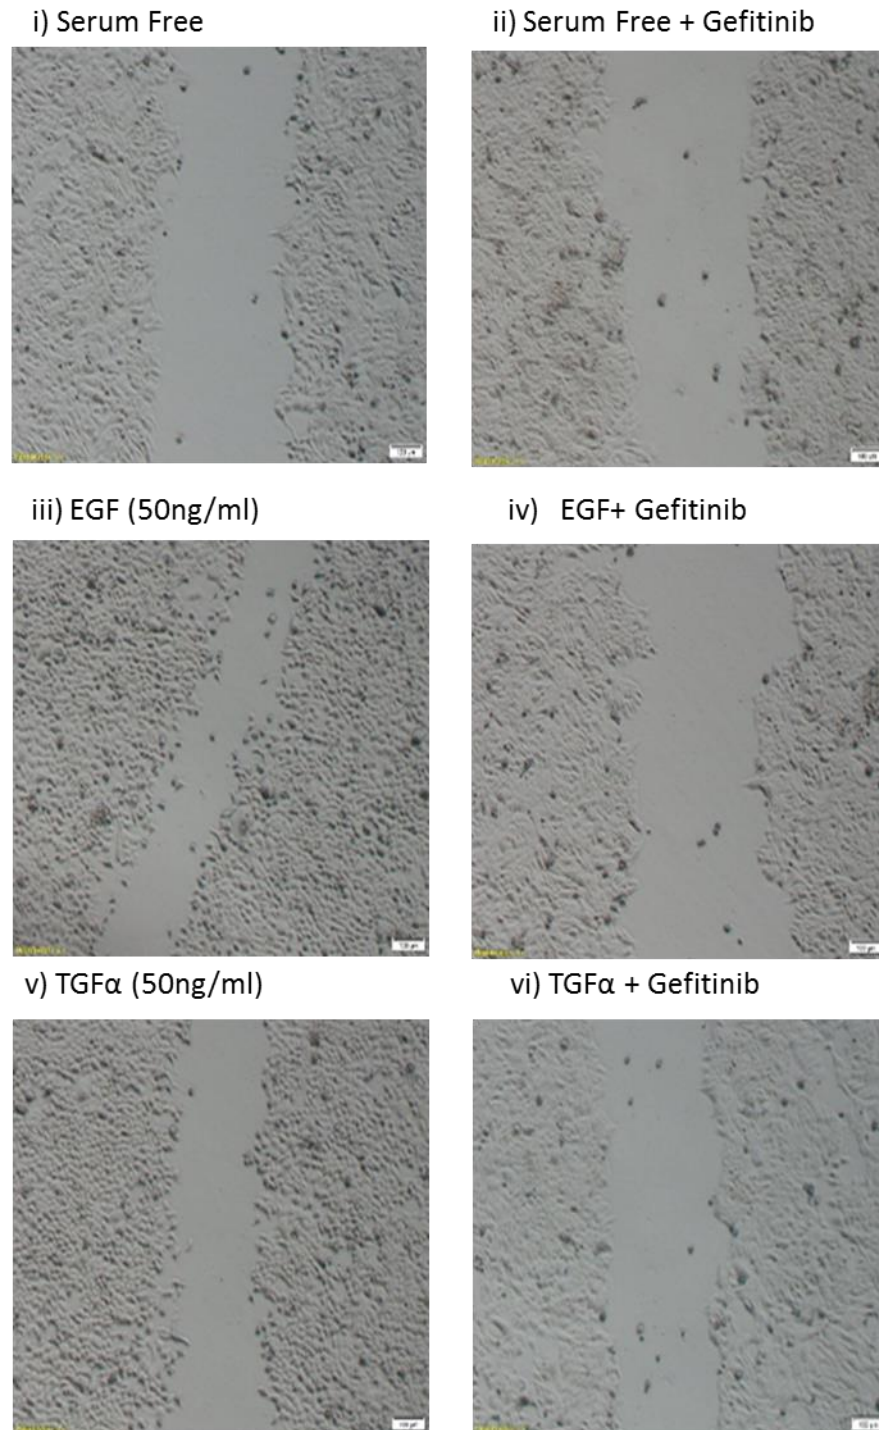 i) Serum Free
ii) Serum Free + Gefitinib
iii) EGF (50ng/ml)
iv) EGF+ Gefitinib
v) TGFα (50ng/ml)
vi) TGFα + Gefitinib